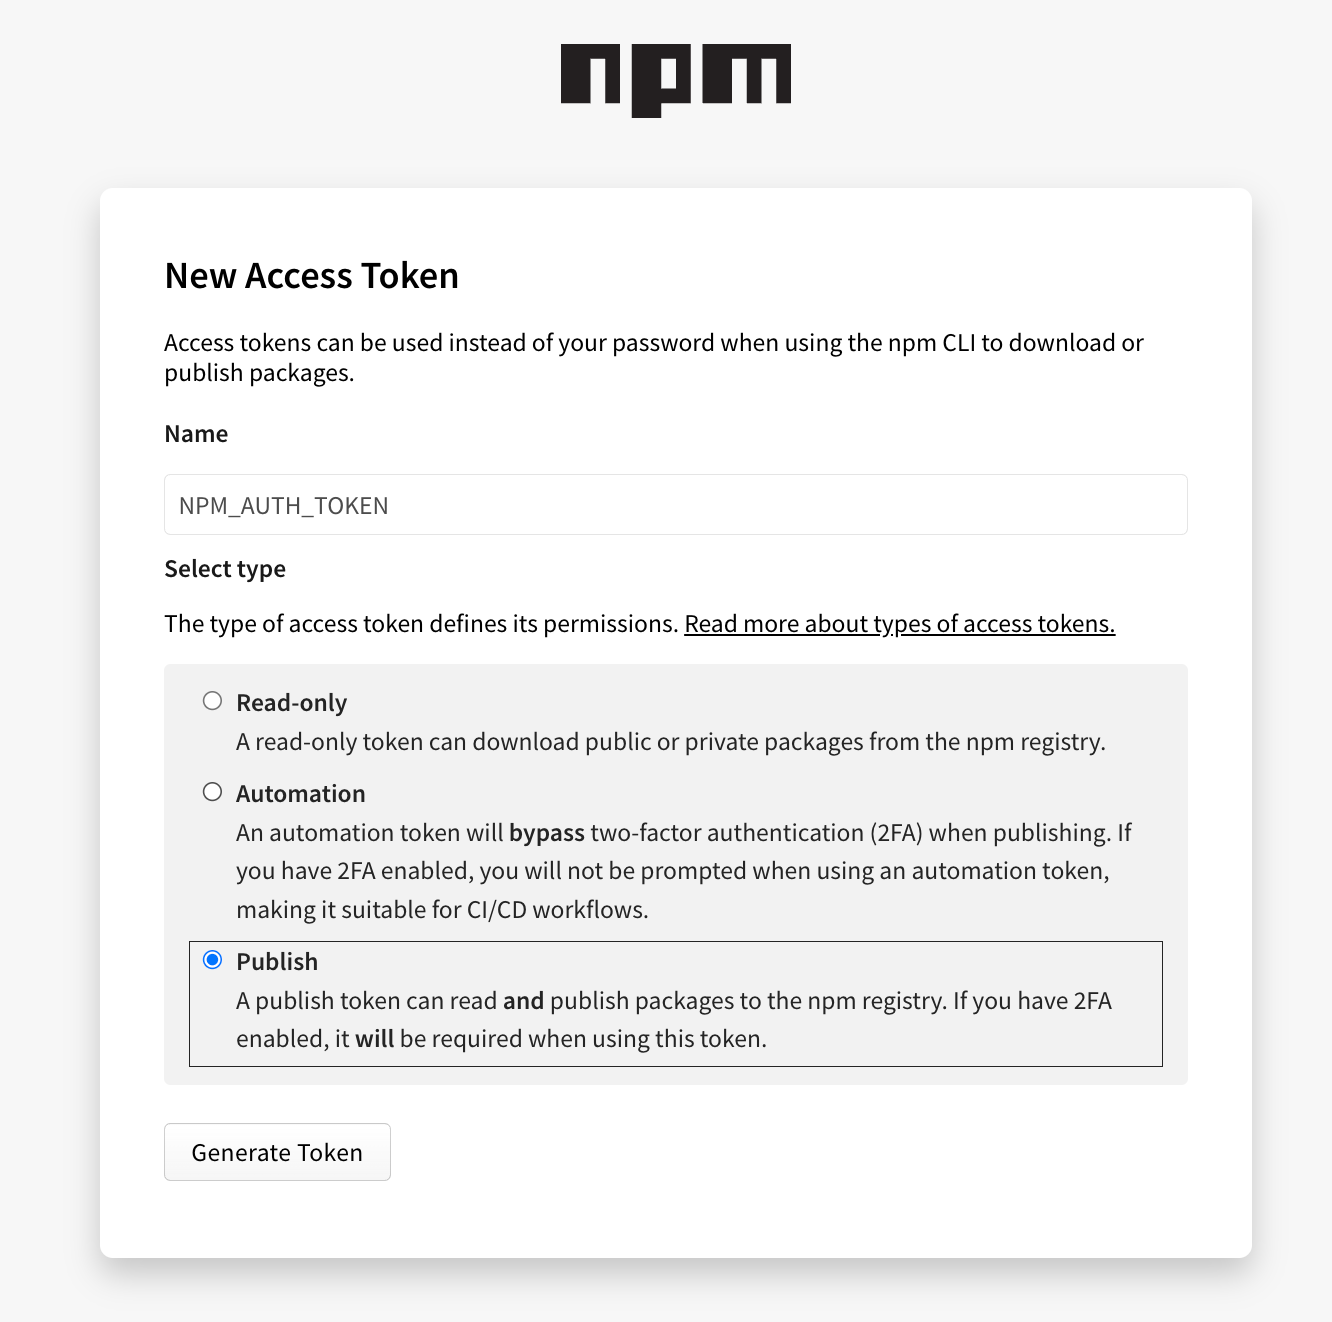 npm
New Access Token
Access tokens can be used instead of your password when using the npm CLI to download or
publish packages.
Name
NPM_AUTH_TOKEN
Select type
The type of access token defines its permissions. Read more about types of access tokens.
Read-only
A read-only token can download public or private packages from the npm registry.
Automation
An automation token will bypass two-factor authentication (2FA) when publishing. If
you have 2FA enabled, you will not be prompted when using an automation token,
making it suitable for CI/CD workflows.
Publish
A publish token can read and publish packages to the npm registry. If you have 2FA
enabled, it will be required when using this token.
Generate Token